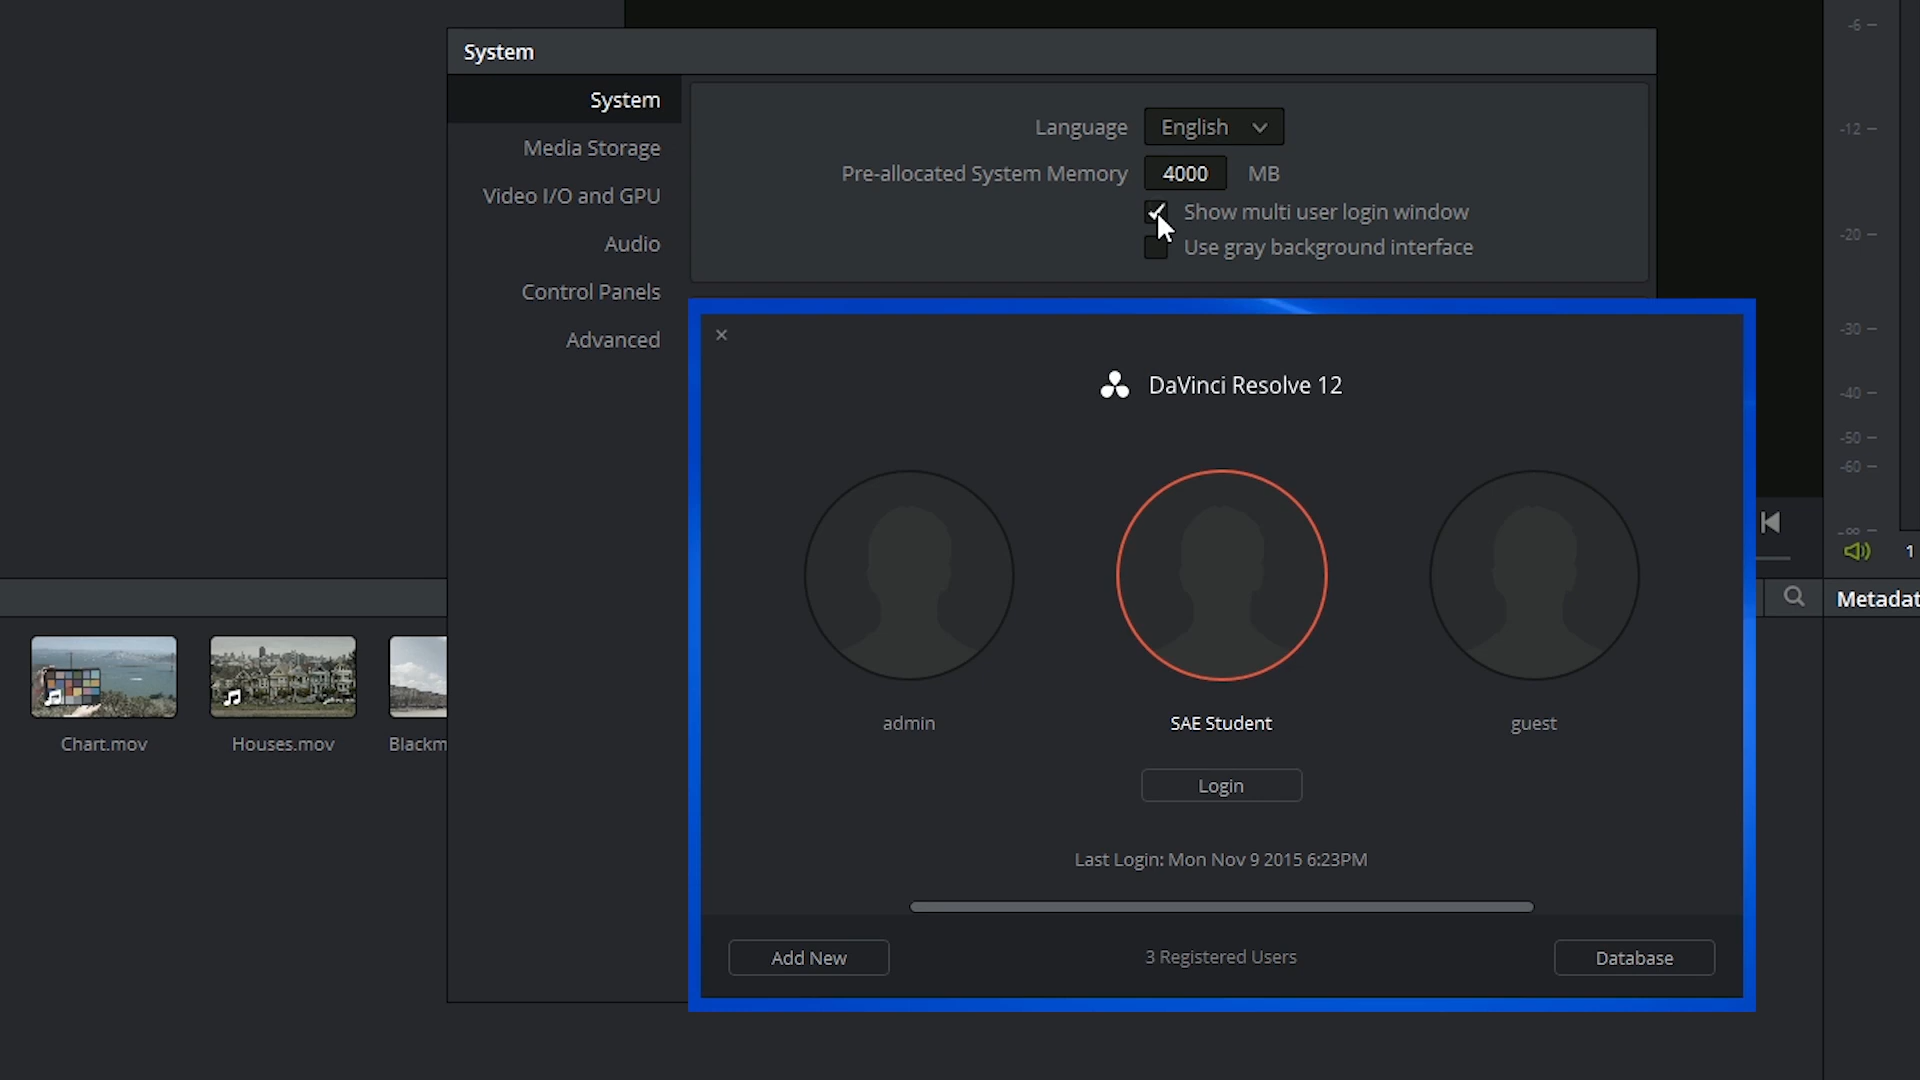 System
System
Media Storage
Video I/O and GPU
Audio
Control Panels
Advanced
Language English
Pre-allocated System Memory 4000 MB
Show multi user login window
Use gray background interface
×
DaVinci Resolve 12
admin
SAE Student
guest
Login
Last Login: Mon Nov 9 2015 6:23PM
Add New
3 Registered Users
Database
Chart.mov
Houses.mov
Blackm
-6
-12
-20
-30
-40
-50
-60
-∞
1
Metadat